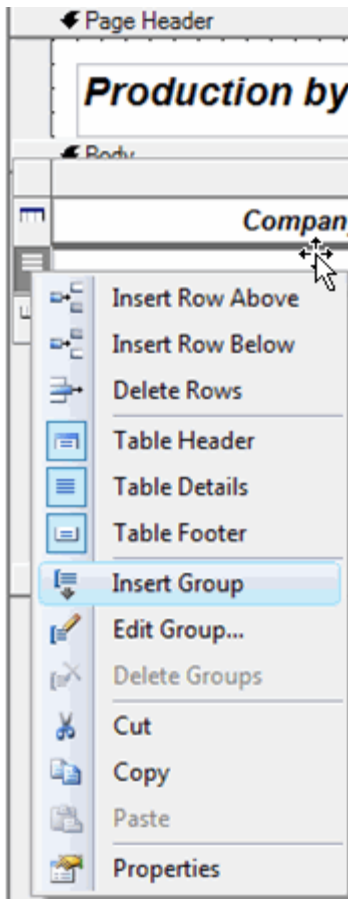 Page Header
Production by
Body
Insert Row Above
Insert Row Below
Delete Rows
Table Header
Table Details
Table Footer
Insert Group
Edit Group...
Delete Groups
Cut
Copy
Paste
Properties